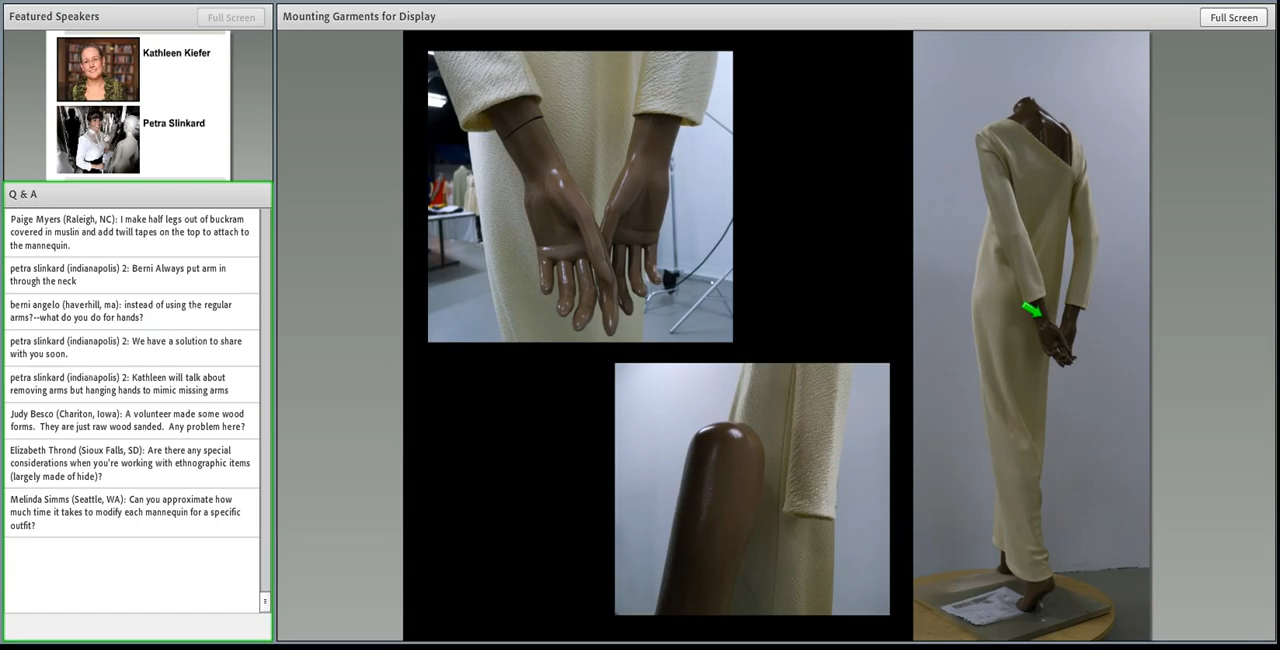 Featured Speakers
Full Screen
Kathleen Kiefer
Petra Slinkard
Q & A
Paige Myers (Raleigh, NC): I make half legs out of buckram
covered in muslin and add twill tapes on the top to attach to
the mannequin.
petra slinkard (indianapolis) 2: Berni Always put arm in
through the neck
berni angelo (haverhill, ma): instead of using the regular
arms?--what do you do for hands?
petra slinkard (indianapolis) 2: We have a solution to share
with you soon.
petra slinkard (indianapolis) 2: Kathleen will talk about
removing arms but hanging hands to mimic missing arms
Judy Besco (Chariton, Iowa): A volunteer made some wood
forms.  They are just raw wood sanded.  Any problem here?
Elizabeth Thrond (Sioux Falls, SD): Are there any special
considerations when you're working with ethnographic items
(largely made of hide)?
Melinda Simms (Seattle, WA): Can you approximate how
much time it takes to modify each mannequin for a specific
outfit?
Mounting Garments for Display
Full Screen